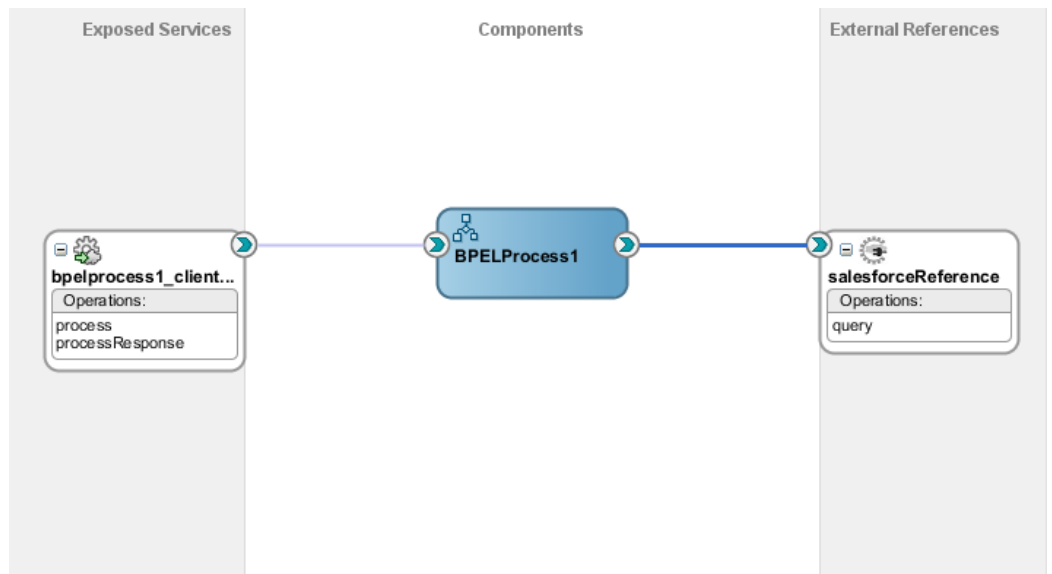 Exposed Services
Components
External References
bpelprocess1_client...
Operations:
process
processResponse
BPELProcess1
salesforceReference
Operations:
query